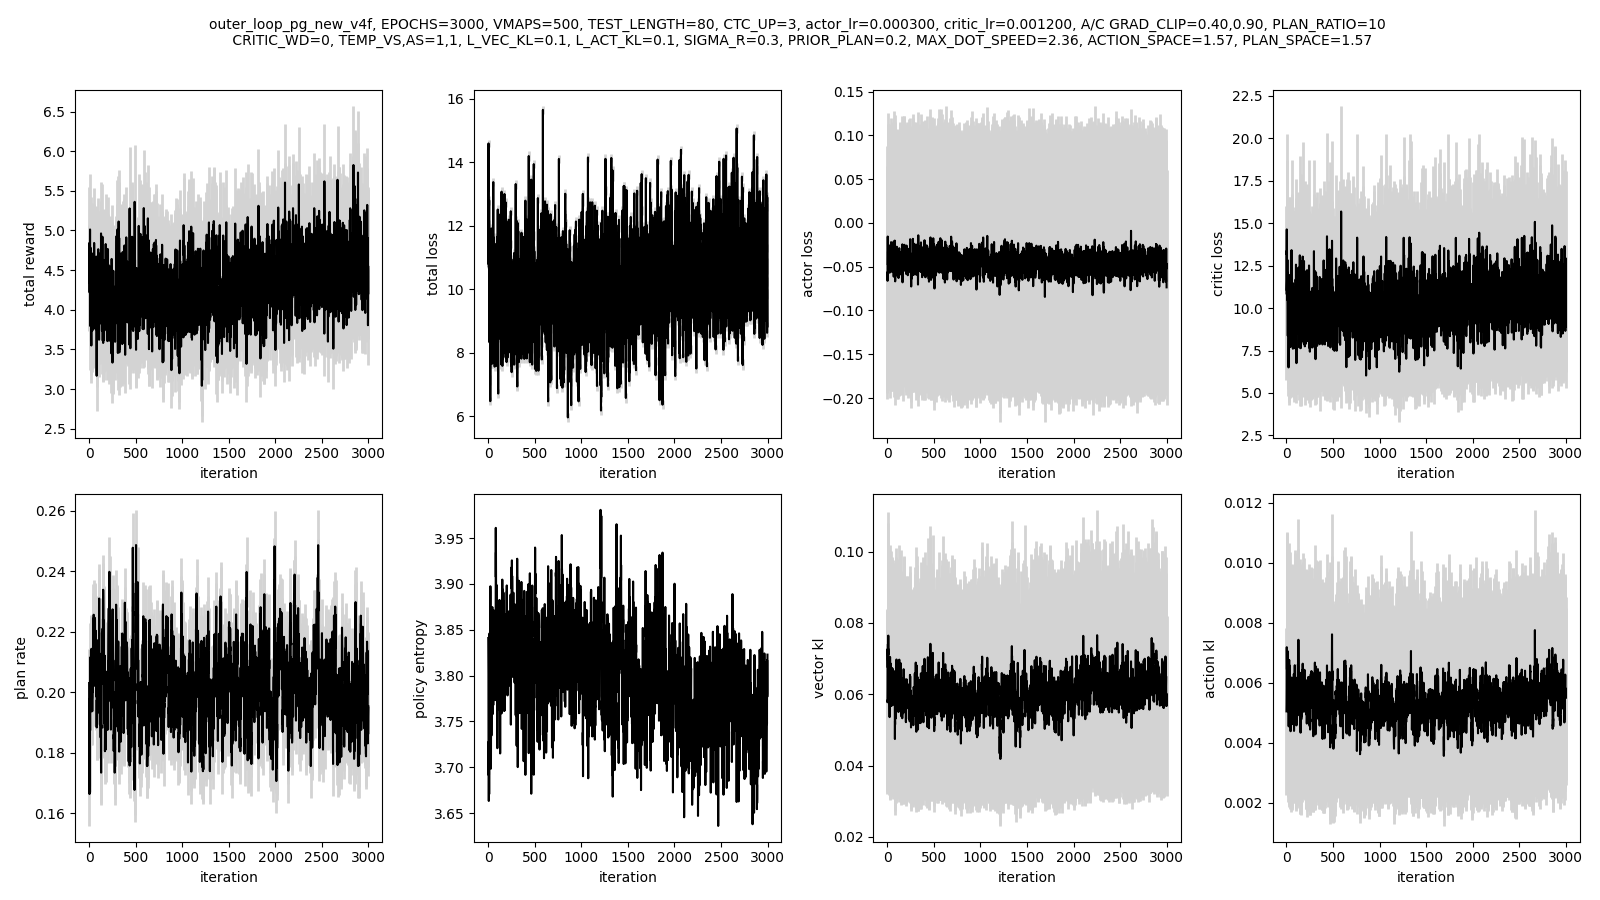 outer_loop_pg_new_v4f, EPOCHS=3000, VMAPS=500, TEST_LENGTH=80, CTC_UP=3, actor_lr=0.000300, critic_lr=0.001200, A/C GRAD_CLIP=0.40,0.90, PLAN_RATIO=10
CRITIC_WD=0, TEMP_VS,AS=1,1, L_VEC_KL=0.1, L_ACT_KL=0.1, SIGMA_R=0.3, PRIOR_PLAN=0.2, MAX_DOT_SPEED=2.36, ACTION_SPACE=1.57, PLAN_SPACE=1.57
total reward
6.5
6.0
5.5
5.0
4.5
4.0
3.5
3.0
2.5
0 500 1000 1500 2000 2500 3000
iteration
total loss
16
14
12
10
8
6
0 500 1000 1500 2000 2500 3000
iteration
actor loss
0.15
0.10
0.05
0.00
−0.05
−0.10
−0.15
−0.20
0 500 1000 1500 2000 2500 3000
iteration
critic loss
22.5
20.0
17.5
15.0
12.5
10.0
7.5
5.0
2.5
0 500 1000 1500 2000 2500 3000
iteration
plan rate
0.26
0.24
0.22
0.20
0.18
0.16
0 500 1000 1500 2000 2500 3000
iteration
policy entropy
3.95
3.90
3.85
3.80
3.75
3.70
3.65
0 500 1000 1500 2000 2500 3000
iteration
vector kl
0.10
0.08
0.06
0.04
0.02
0 500 1000 1500 2000 2500 3000
iteration
action kl
0.012
0.010
0.008
0.006
0.004
0.002
0 500 1000 1500 2000 2500 3000
iteration